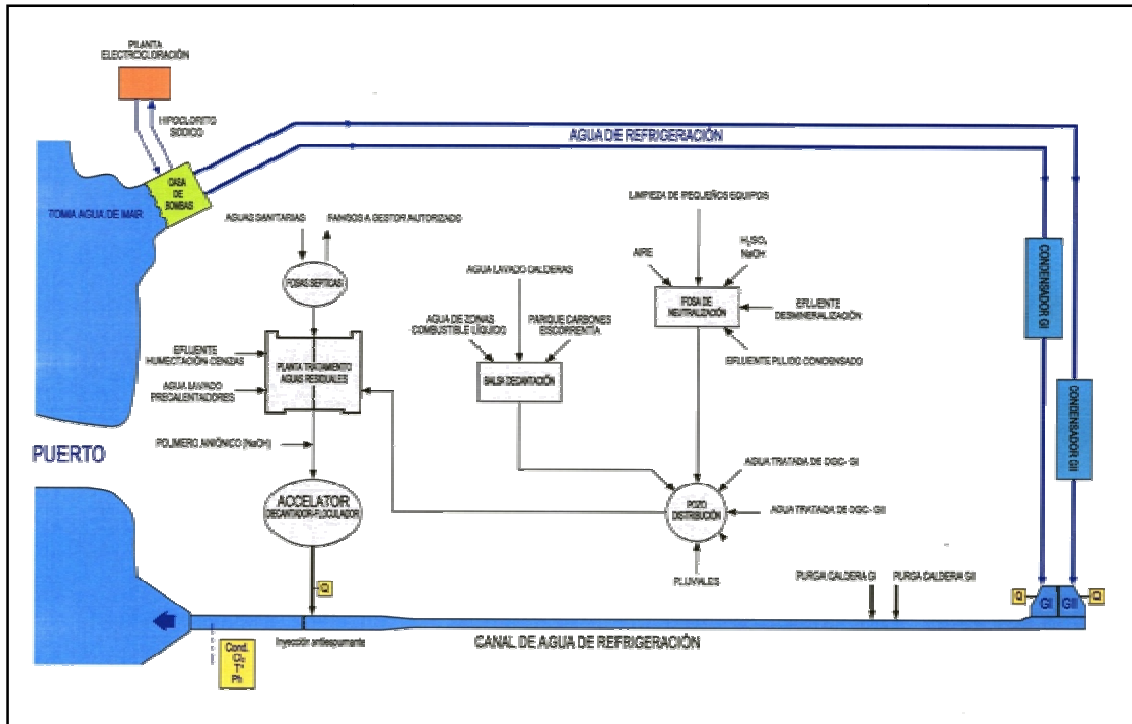 PLANTA
ELECTROCLORACIÓN
HIPOCLORITO
SÓDICO
CASA
DE
BOMBAS
TOMA AGUA DE MAR
AGUA DE REFRIGERACIÓN
AGUAS SANITARIAS
FANGOS A GESTOR AUTORIZADO
FOSAS SÉPTICAS
LIMPIEZA DE PEQUEÑOS EQUIPOS
AIRE
H₂SO₄
NaOH
AGUA LAVADO CALDERAS
FOSA DE
NEUTRALIZACIÓN
EFLUENTE
DESMINERALIZACIÓN
EFLUENTE PULIDO CONDENSADO
AGUA DE ZONAS
COMBUSTIBLE LÍQUIDO
PARQUE CARBONES
ESCORRENTÍA
BALSA DECANTACIÓN
EFLUENTE
HUMECTACIÓN CENIZAS
AGUA LAVADO
PRECALENTADORES
PLANTA TRATAMIENTO
AGUAS RESIDUALES
CONDENSADOR GI
CONDENSADOR GII
POLIMERO ANIÓNICO (NaOH)
PUERTO
ACCELATOR
DECANTADOR-FLOCULADOR
POZO
DISTRIBUCIÓN
AGUA TRATADA DE DGC- GI
AGUA TRATADA DE DGC- GII
PLUVIALES
PURGA CALDERA GI
PURGA CALDERA GII
Q
Q
GI
GII
Q
Inyección antiespumante
CANAL DE AGUA DE REFRIGERACIÓN
Cond.
Cl₂
Tª
Ph